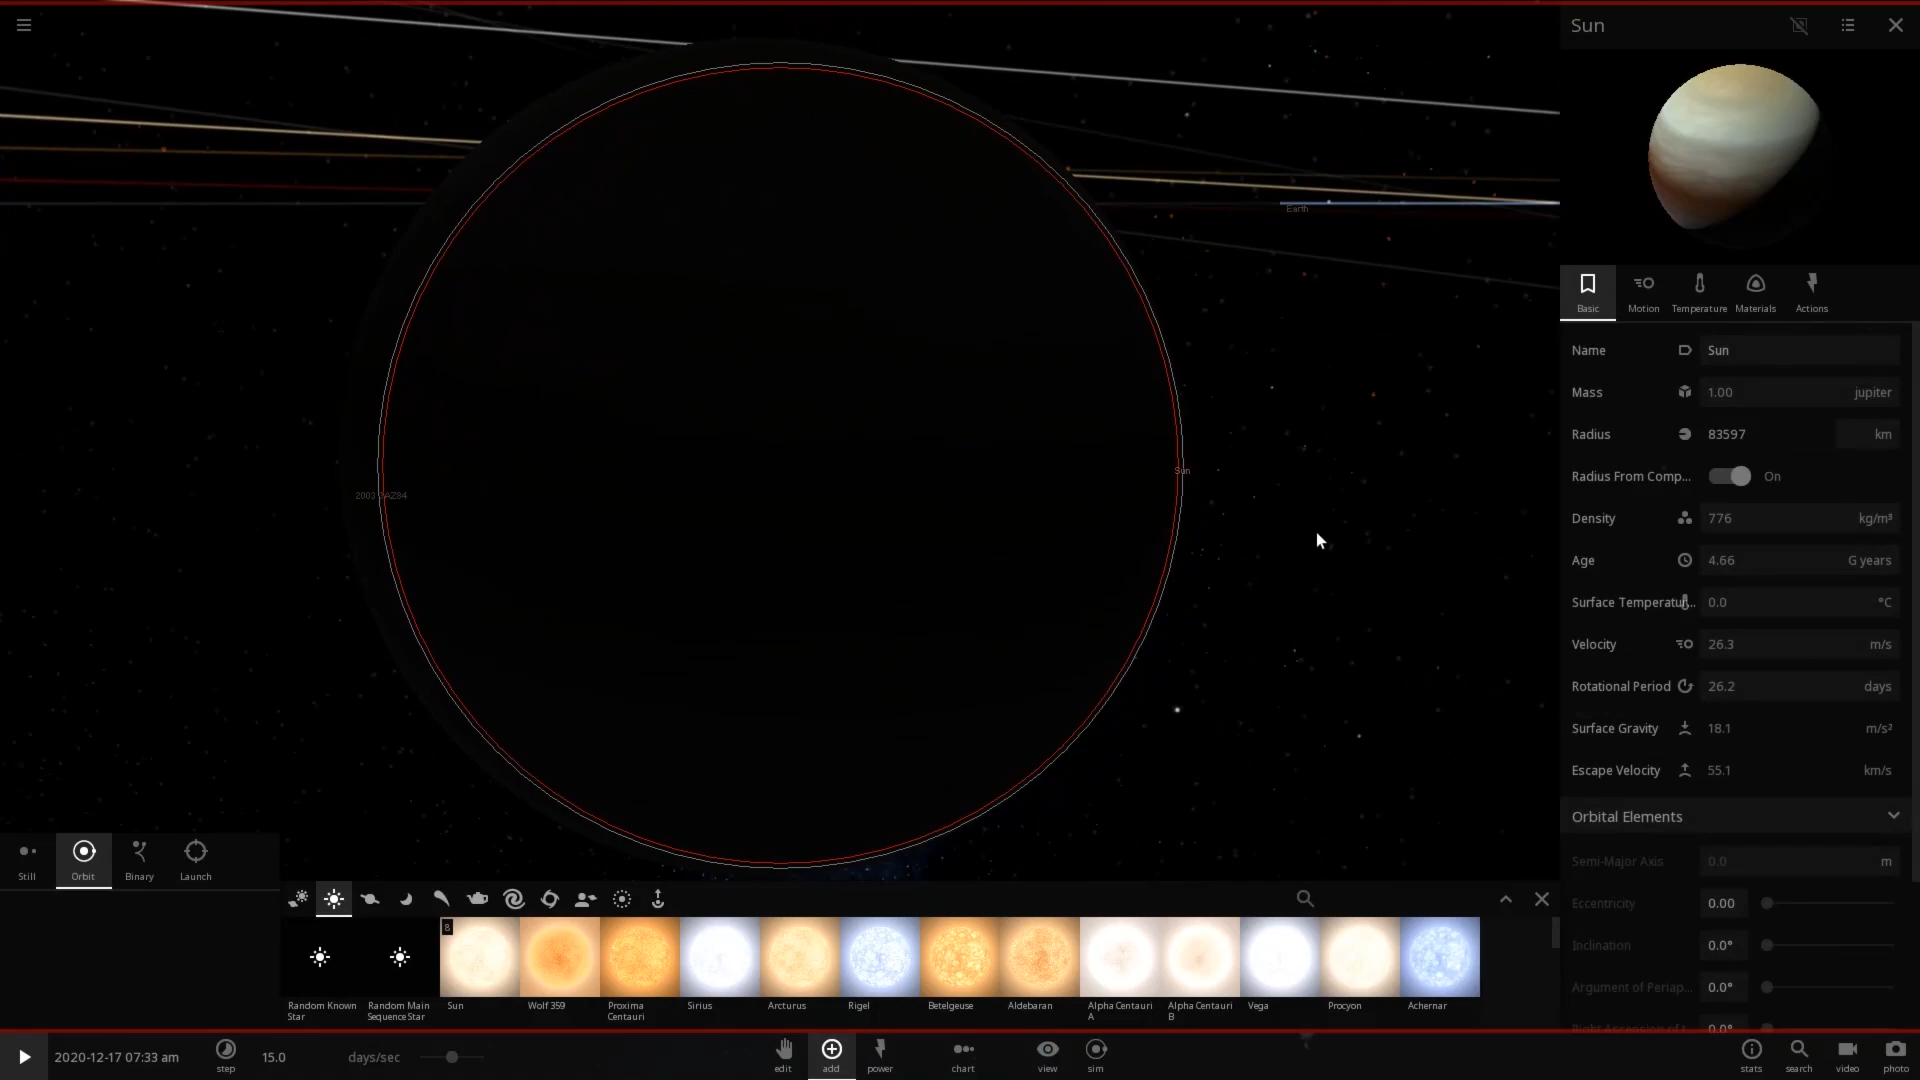 Sun
Earth
Sun
Basic
Motion
Temperature
Materials
Actions
Name
Sun
Mass
1.00
jupiter
Radius
83597
km
Radius From Comp...
On
Density
776
kg/m³
Age
4.66
G years
Surface Temperatur...
0.0
°C
Velocity
26.3
m/s
Rotational Period
26.2
days
Surface Gravity
18.1
m/s²
Escape Velocity
55.1
km/s
Orbital Elements
Semi-Major Axis
0.0
m
Eccentricity
0.00
Inclination
0.0°
Argument of Periap...
0.0°
0.0°
Still
Orbit
Binary
Launch
8
Random Known
Star
Random Main
Sequence Star
Sun
Wolf 359
Proxima
Centauri
Sirius
Arcturus
Rigel
Betelgeuse
Aldebaran
Alpha Centauri
A
Alpha Centauri
B
Vega
Procyon
Achernar
2020-12-17 07:33 am
step
15.0
days/sec
edit
add
power
chart
view
sim
stats
search
video
photo